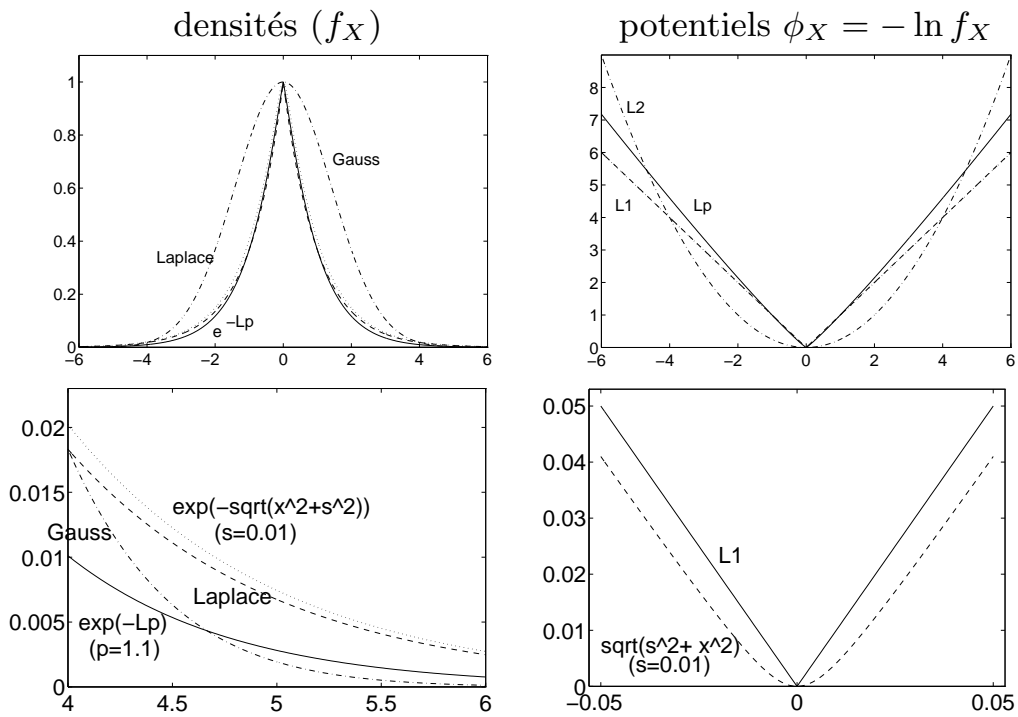 densités (f_X)
potentiels ϕ_X = − ln f_X
1
0.8
0.6
0.4
0.2
0
−6 −4 −2 0 2 4 6
Gauss
Laplace
e −Lp
8
7
6
5
4
3
2
1
0
−6 −4 −2 0 2 4 6
L2
L1
Lp
0.02
0.015
0.01
0.005
0
4 4.5 5 5.5 6
exp(−sqrt(x^2+s^2))
(s=0.01)
Gauss
Laplace
exp(−Lp)
(p=1.1)
0.05
0.04
0.03
0.02
0.01
0
−0.05 0 0.05
L1
sqrt(s^2+ x^2)
(s=0.01)